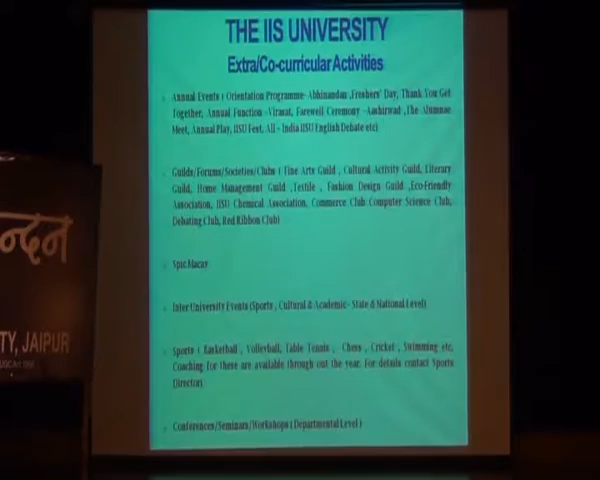 THE IIS UNIVERSITY
Extra/Co-curricular Activities
Annual Events ( Orientation Programme- Abhinandan ,Freshers' Day, Thank You Get
Together, Annual Function -Virasat, Farewell Ceremony -Aashirwad ,The Alumnae
Meet, Annual Play, IISU Fest, All - India IISU English Debate etc)
Guilds/Forums/Societies/Clubs ( Fine Arts Guild , Cultural Activity Guild, Literary
Guild, Home Management Guild ,Textile , Fashion Design Guild ,Eco-Friendly
Association, IISU Chemical Association, Commerce Club Computer Science Club,
Debating Club, Red Ribbon Club)
Spic Macay
Inter University Events (Sports , Cultural & Academic - State & National Level)
Sports ( Basketball , Volleyball, Table Tennis , Chess , Cricket , Swimming etc.
Coaching for these are available through out the year. For details contact Sports
Director)
Conferences/Seminars/Workshops ( Departmental Level )
न्दन
TY, JAIPUR